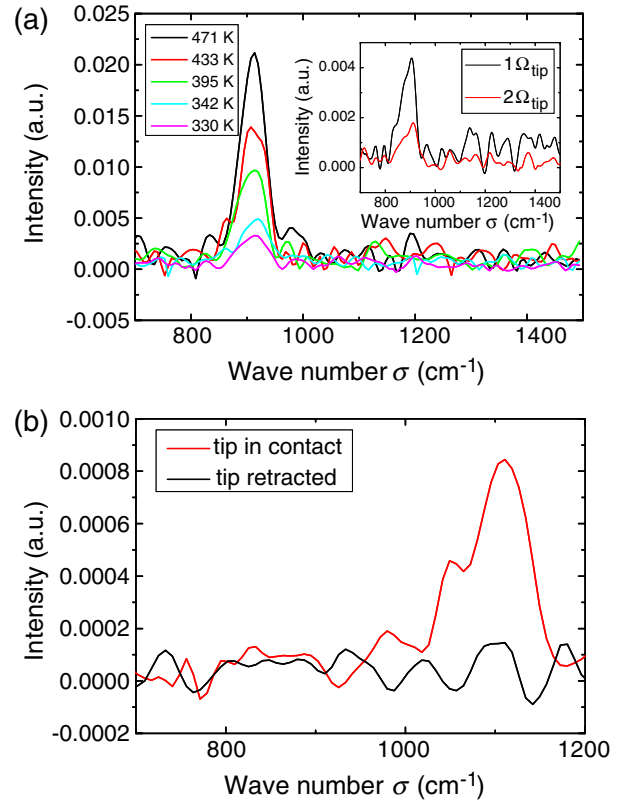 (a)
471 K
433 K
395 K
342 K
330 K
0.025
0.020
0.015
0.010
0.005
0.000
-0.005
Intensity (a.u.)
800 1000 1200 1400
Wave number σ (cm⁻¹)
1Ωtip
2Ωtip
0.004
0.002
0.000
Intensity (a.u.)
800 1000 1200 1400
Wave number σ (cm⁻¹)
(b)
tip in contact
tip retracted
0.0010
0.0008
0.0006
0.0004
0.0002
0.0000
-0.0002
Intensity (a.u.)
800 1000 1200
Wave number σ (cm⁻¹)